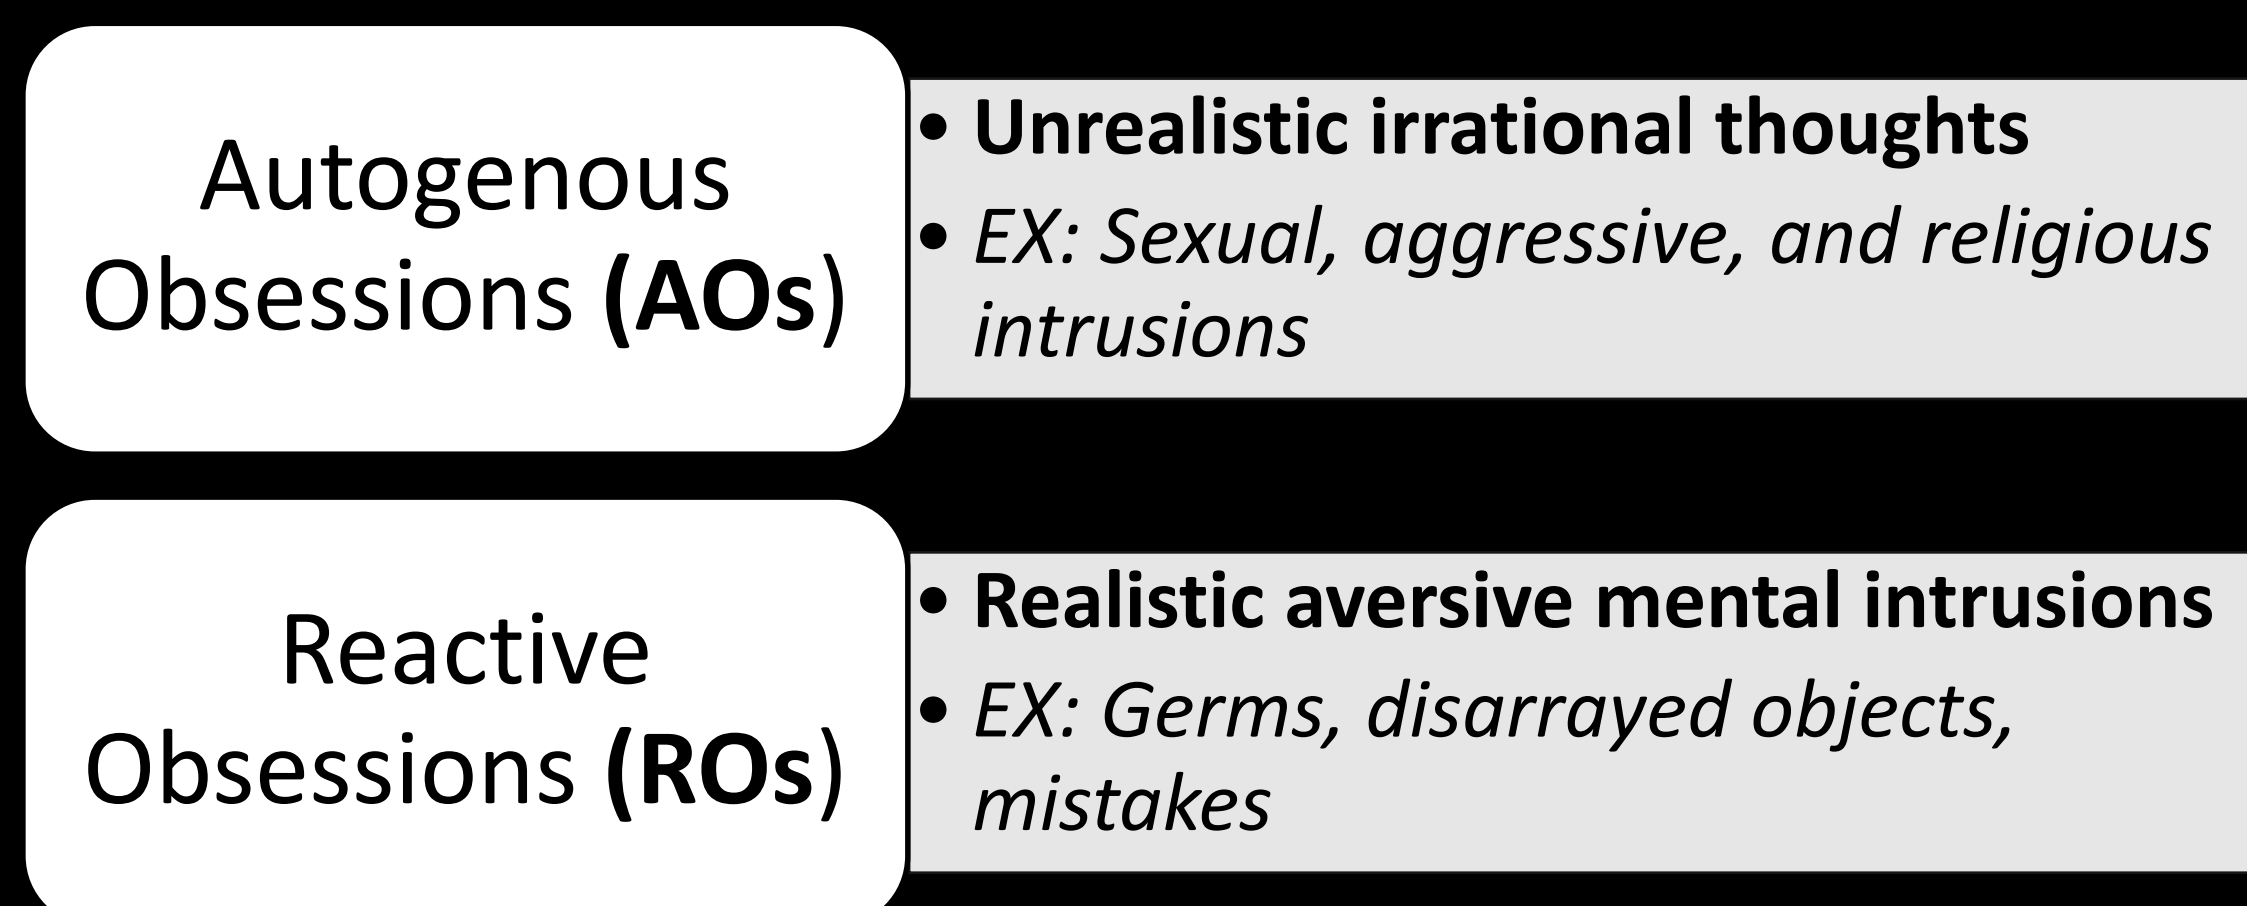 Autogenous
Obsessions (AOs)
• Unrealistic irrational thoughts
• EX: Sexual, aggressive, and religious
intrusions
Reactive
Obsessions (ROs)
• Realistic aversive mental intrusions
• EX: Germs, disarrayed objects,
mistakes